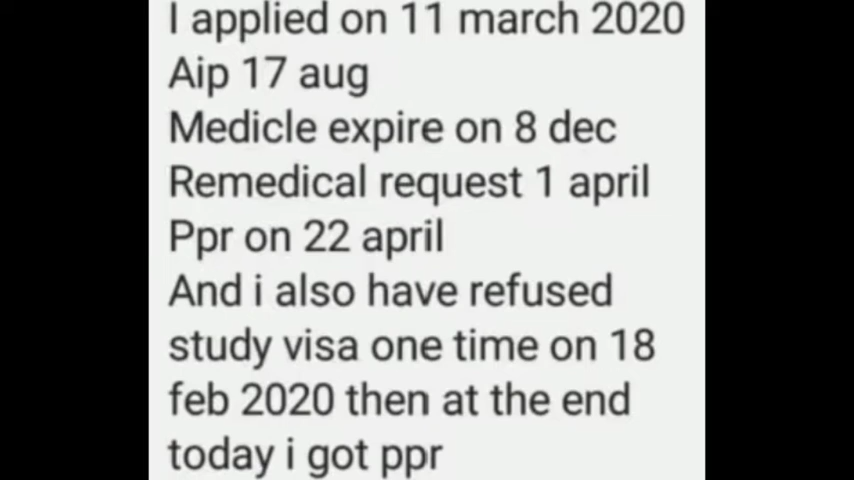 I applied on 11 march 2020
Aip 17 aug
Medicle expire on 8 dec
Remedical request 1 april
Ppr on 22 april
And i also have refused
study visa one time on 18
feb 2020 then at the end
today i got ppr